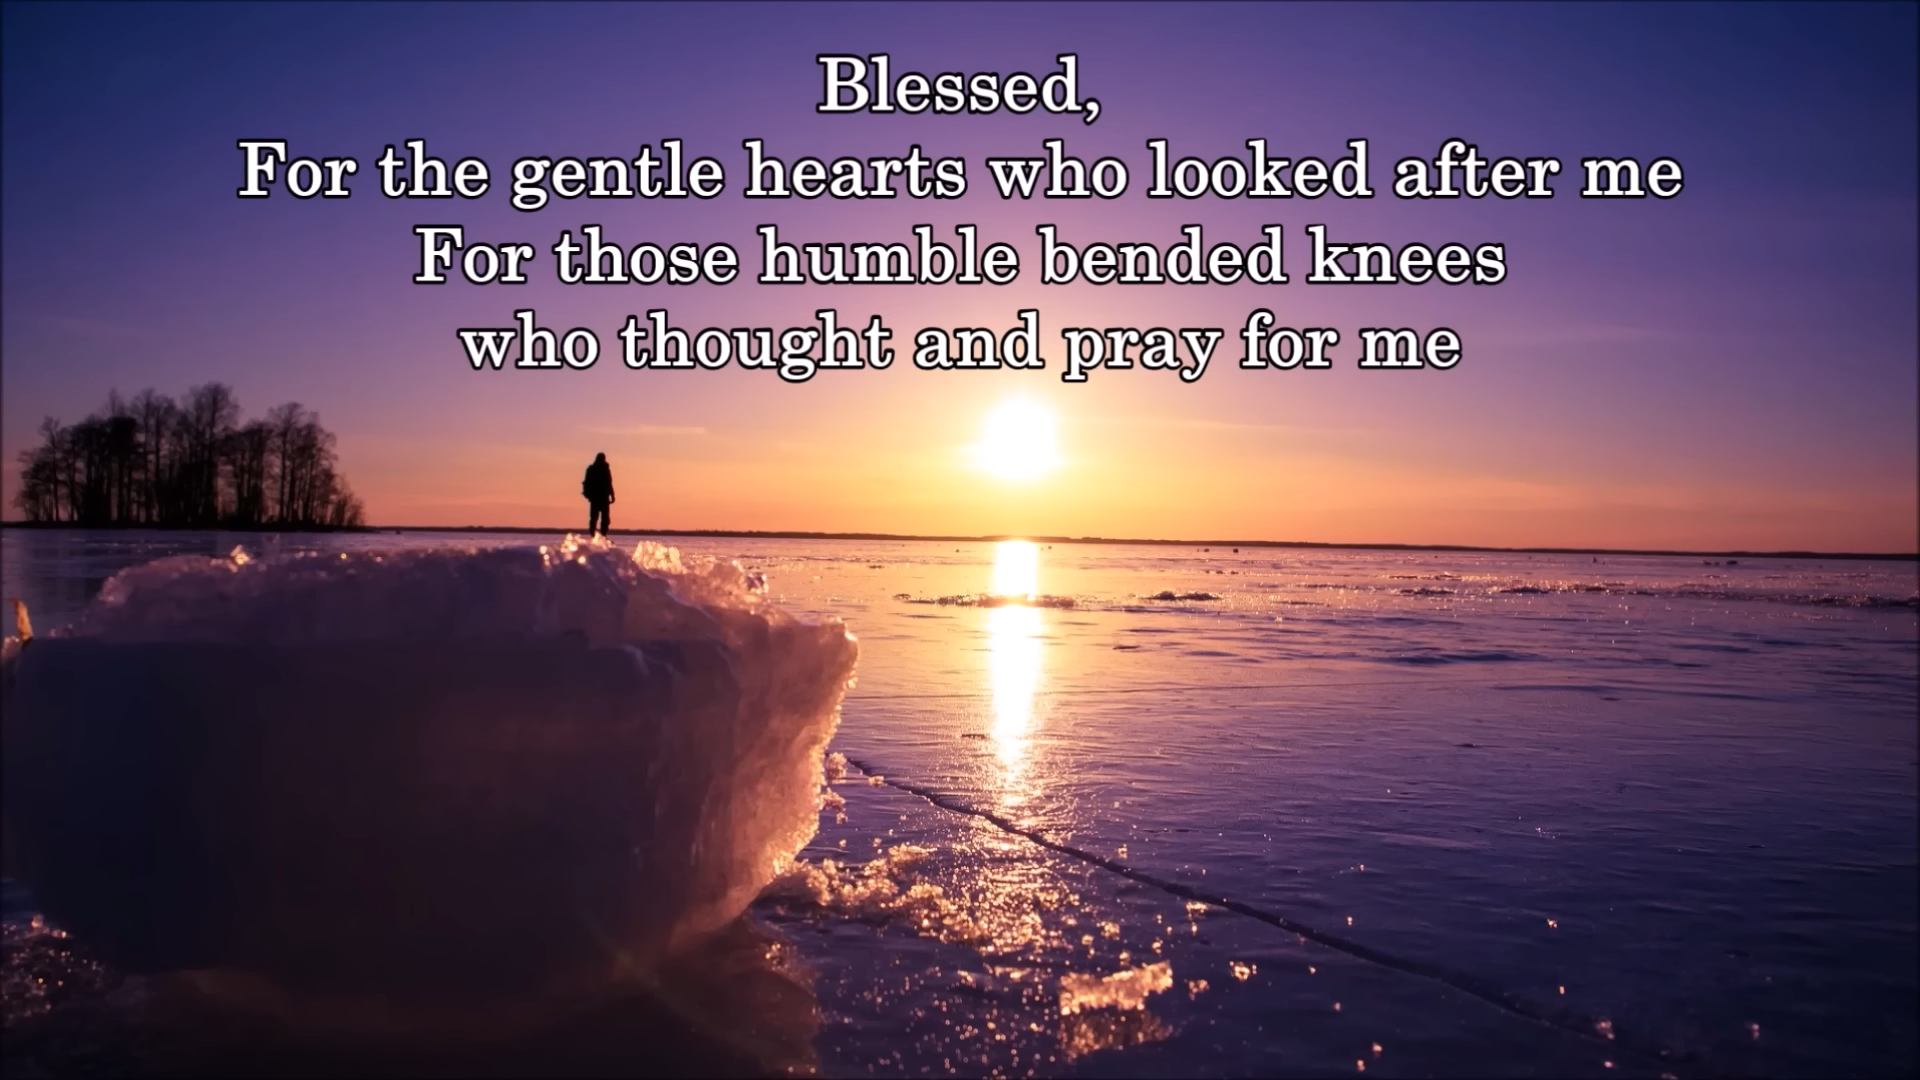 Blessed,
For the gentle hearts who looked after me
For those humble bended knees
who thought and pray for me